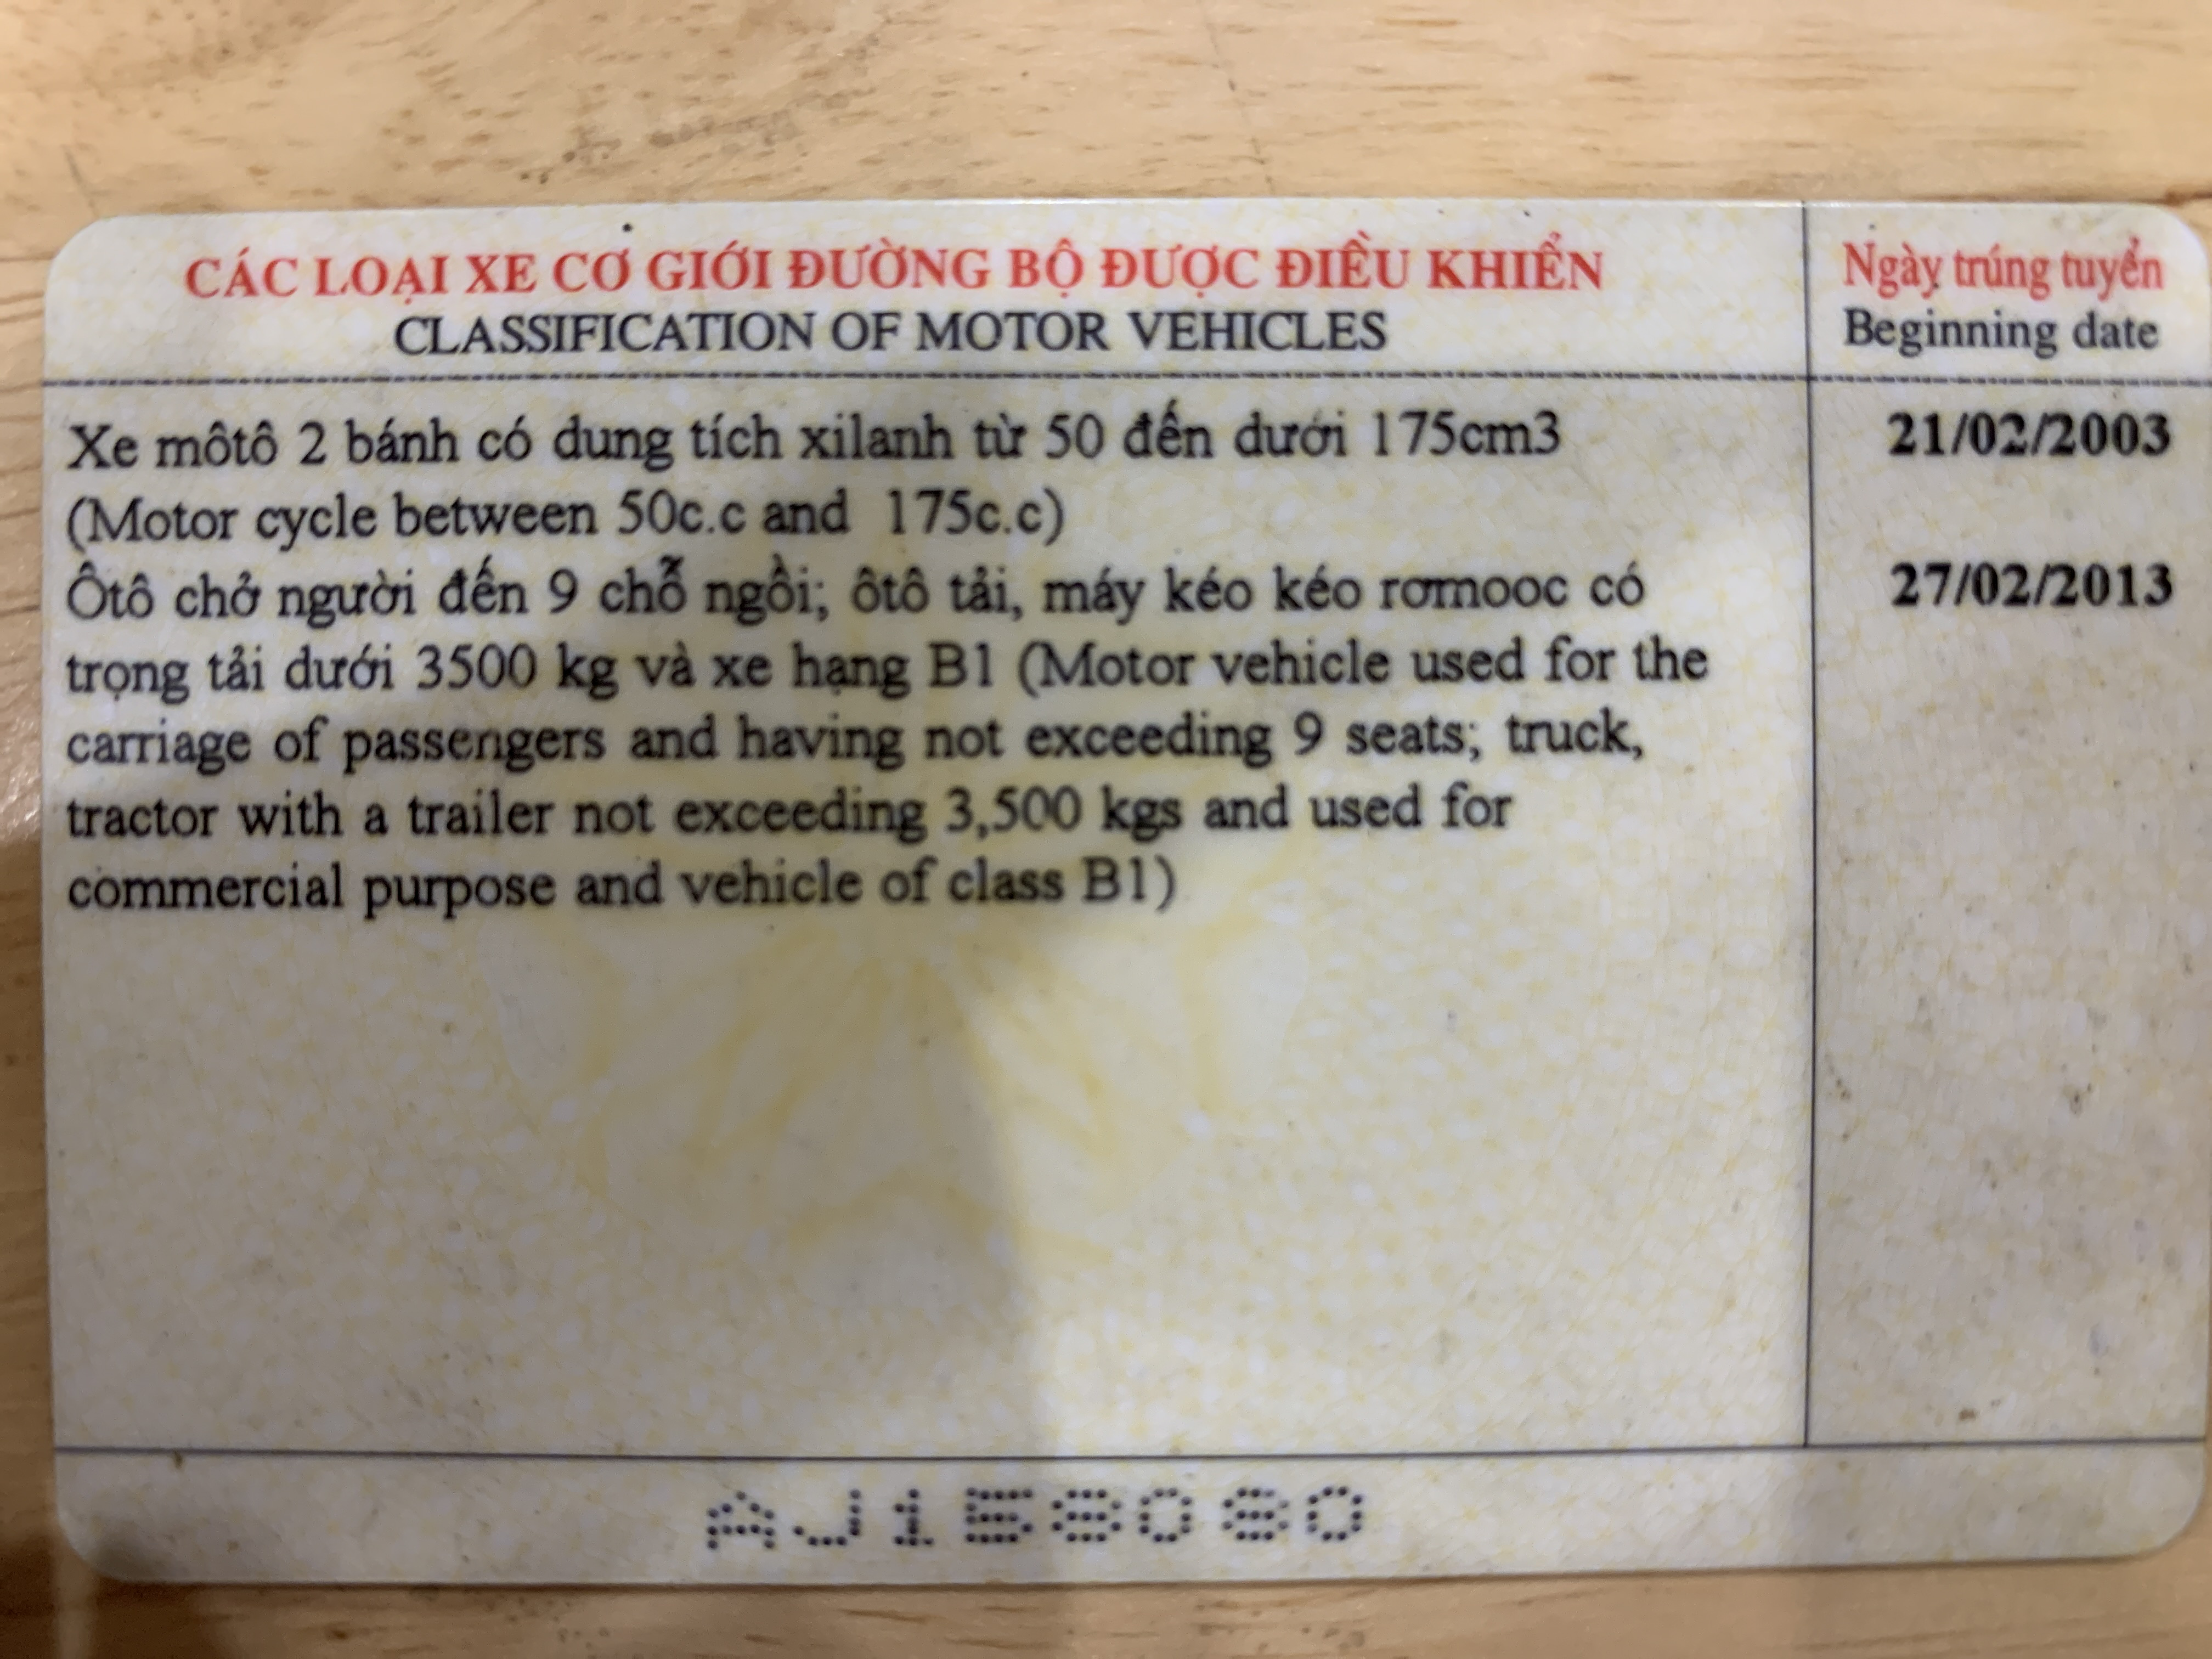 CÁC LOẠI XE CƠ GIỚI ĐƯỜNG BỘ ĐƯỢC ĐIỀU KHIỂN
CLASSIFICATION OF MOTOR VEHICLES
Ngày trúng tuyển
Beginning date
Xe môtô 2 bánh có dung tích xilanh từ 50 đến dưới 175cm3
21/02/2003
(Motor cycle between 50c.c and 175c.c)
Ôtô chở người đến 9 chỗ ngồi; ôtô tải, máy kéo kéo rơmooc có
27/02/2013
trọng tải dưới 3500 kg và xe hạng B1 (Motor vehicle used for the
carriage of passengers and having not exceeding 9 seats; truck,
tractor with a trailer not exceeding 3,500 kgs and used for
commercial purpose and vehicle of class B1)